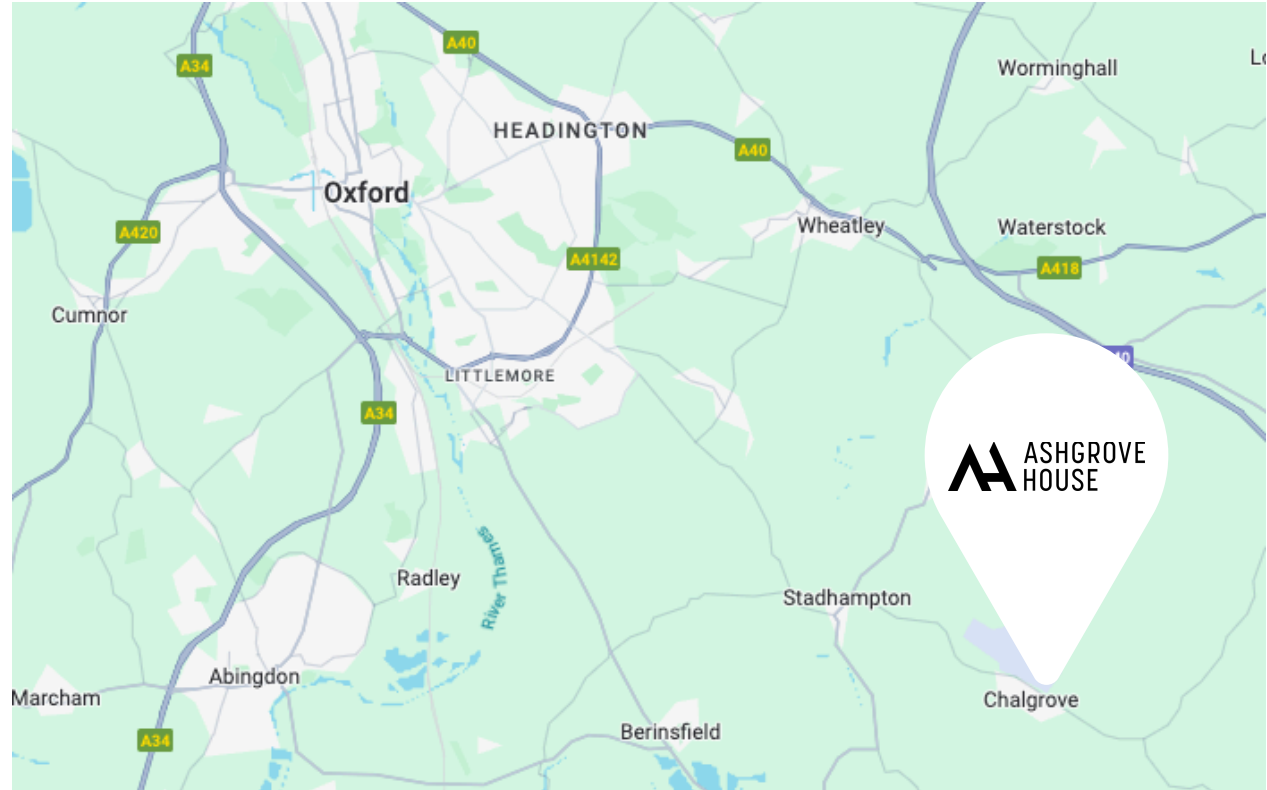 A40
A34
Worminghall
HEADINGTON
A40
Oxford
A420
Wheatley
Waterstock
A4142
A418
Cumnor
LITTLEMORE
A34
ASHGROVE
HOUSE
River Thames
Radley
Stadhampton
Abingdon
Marcham
Chalgrove
Berinsfield
A34